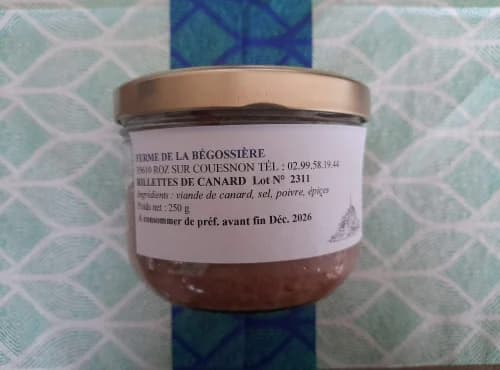 FERME DE LA BÉGOSSIÈRE
35610 ROZ SUR COUESNON TÉL : 02.99.58.19.44
RILLETTES DE CANARD Lot N° 2311
Ingrédients : viande de canard, sel, poivre, épices
Poids net : 250 g
A consommer de préf. avant fin Déc. 2026